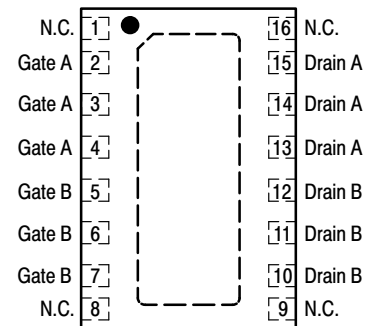 N.C. 1 16 N.C.
Gate A 2 15 Drain A
Gate A 3 14 Drain A
Gate A 4 13 Drain A
Gate B 5 12 Drain B
Gate B 6 11 Drain B
Gate B 7 10 Drain B
N.C. 8 9 N.C.